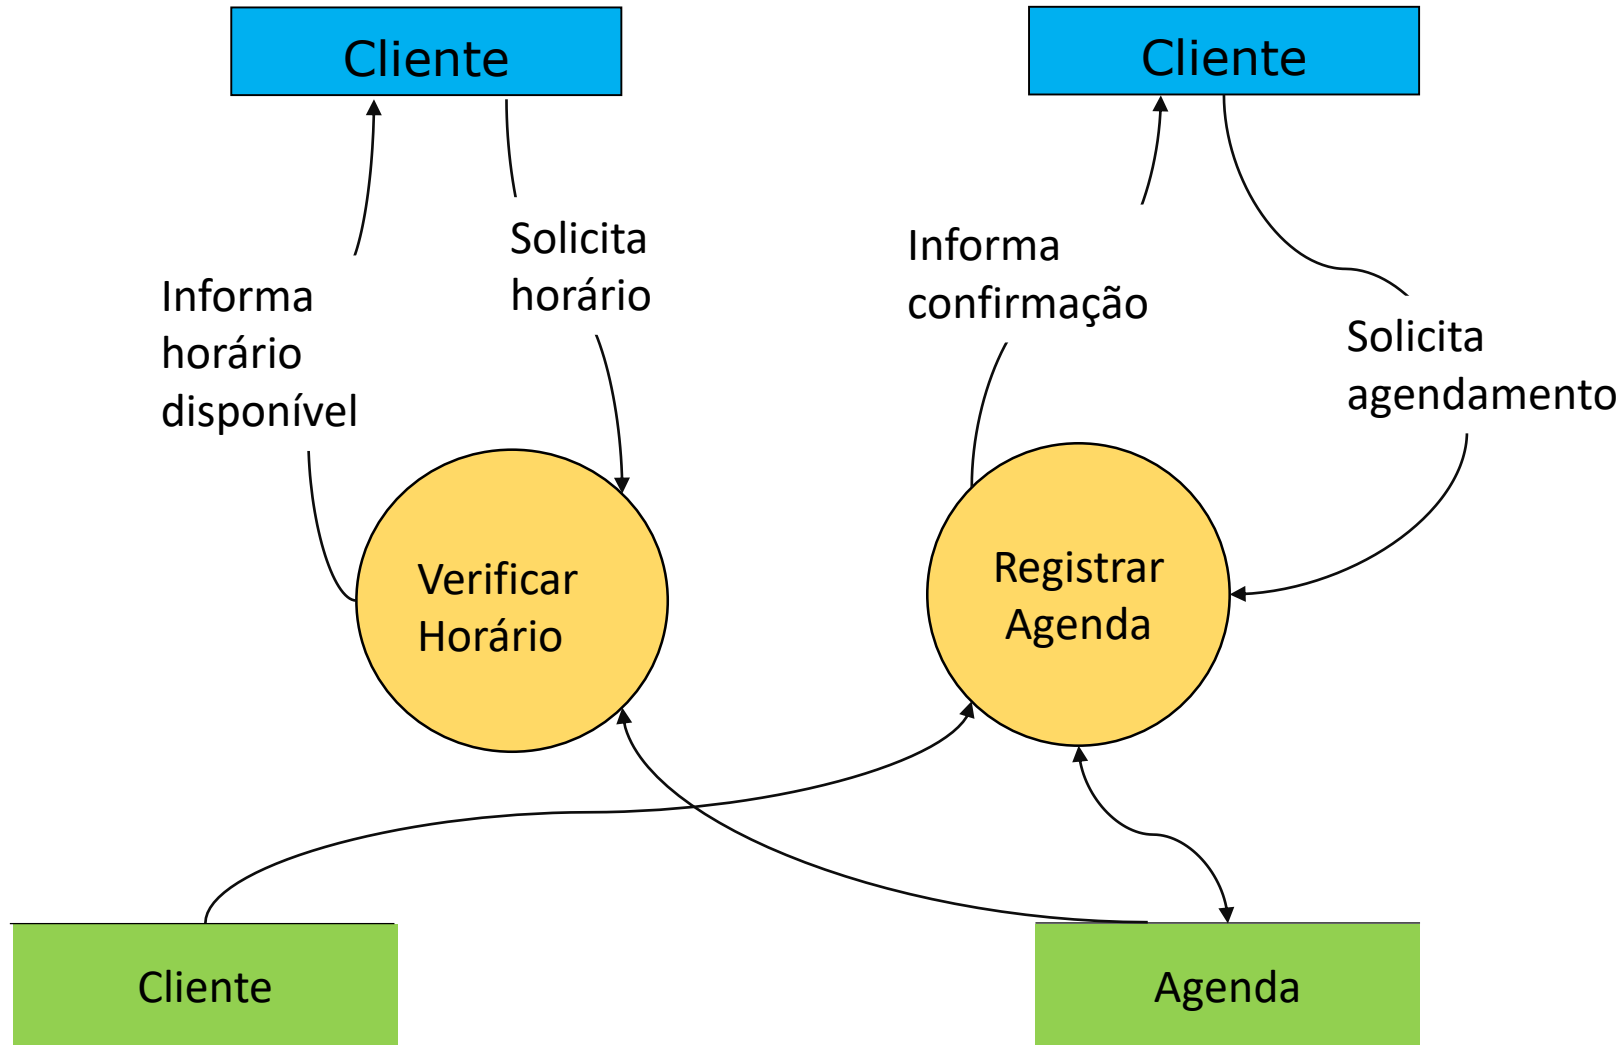 Cliente
Cliente
Solicita
horário
Informa
horário
disponível
Informa
confirmação
Solicita
agendamento
Verificar
Horário
Registrar
Agenda
Cliente
Agenda